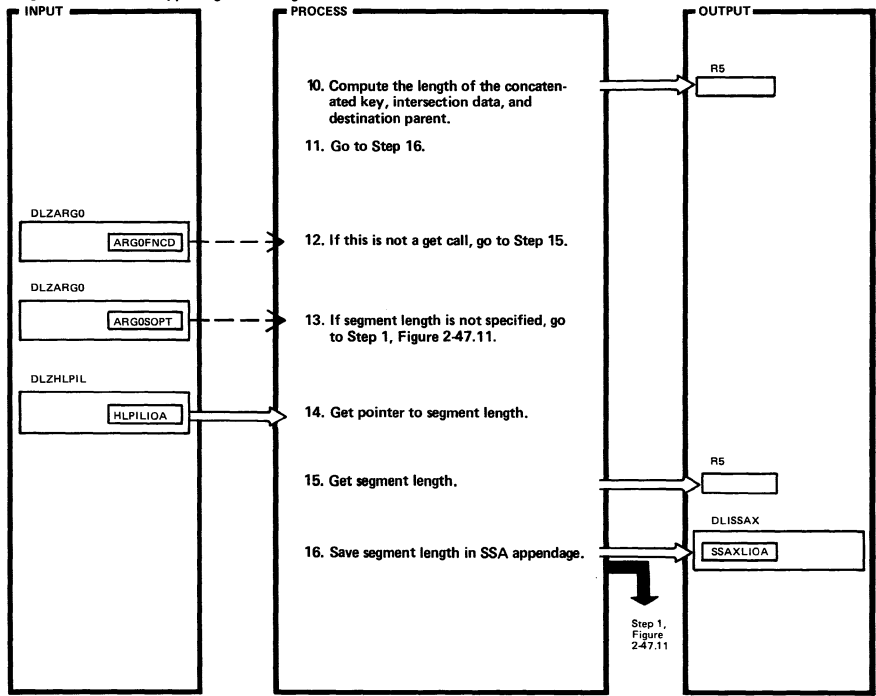 INPUT
PROCESS
OUTPUT
R5
10. Compute the length of the concaten-
ated key, intersection data, and
destination parent.
11. Go to Step 16.
DLZARG0
ARG0FNCD
12. If this is not a get call, go to Step 15.
DLZARG0
ARG0SOPT
13. If segment length is not specified, go
to Step 1, Figure 2-47.11.
DLZHLPIL
HLPILIOA
14. Get pointer to segment length.
R5
15. Get segment length.
DLISSAX
16. Save segment length in SSA appendage.
SSAXLIOA
Step 1,
Figure
2-47.11